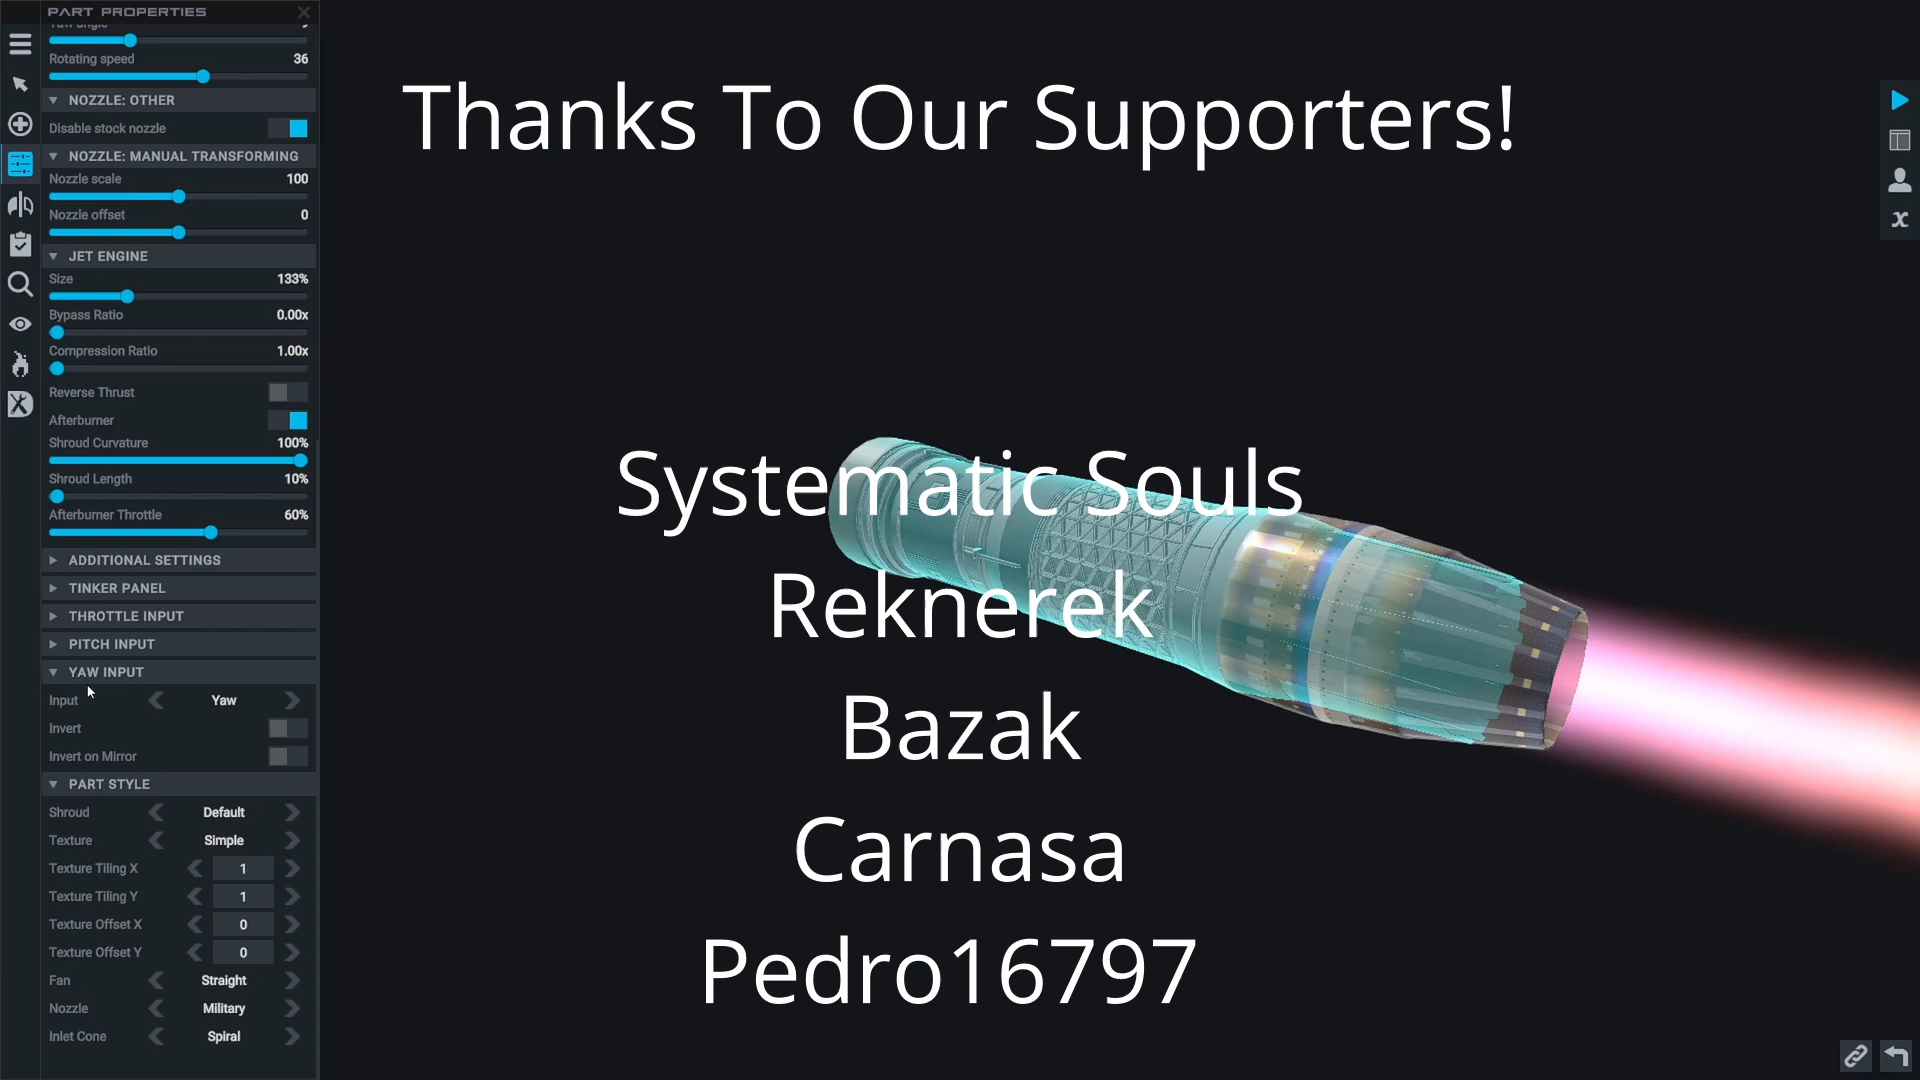 PART PROPERTIES
Yaw angle
Rotating speed 36
NOZZLE: OTHER
Disable stock nozzle
NOZZLE: MANUAL TRANSFORMING
Nozzle scale 100
Nozzle offset 0
JET ENGINE
Size 133%
Bypass Ratio 0.00x
Compression Ratio 1.00x
Reverse Thrust
Afterburner
Shroud Curvature 100%
Shroud Length 10%
Afterburner Throttle 60%
ADDITIONAL SETTINGS
TINKER PANEL
THROTTLE INPUT
PITCH INPUT
YAW INPUT
Input Yaw
Invert
Invert on Mirror
PART STYLE
Shroud Default
Texture Simple
Texture Tiling X 1
Texture Tiling Y 1
Texture Offset X 0
Texture Offset Y 0
Fan Straight
Nozzle Military
Inlet Cone Spiral
Thanks To Our Supporters!
Systematic Souls
Reknerek
Bazak
Carnasa
Pedro16797